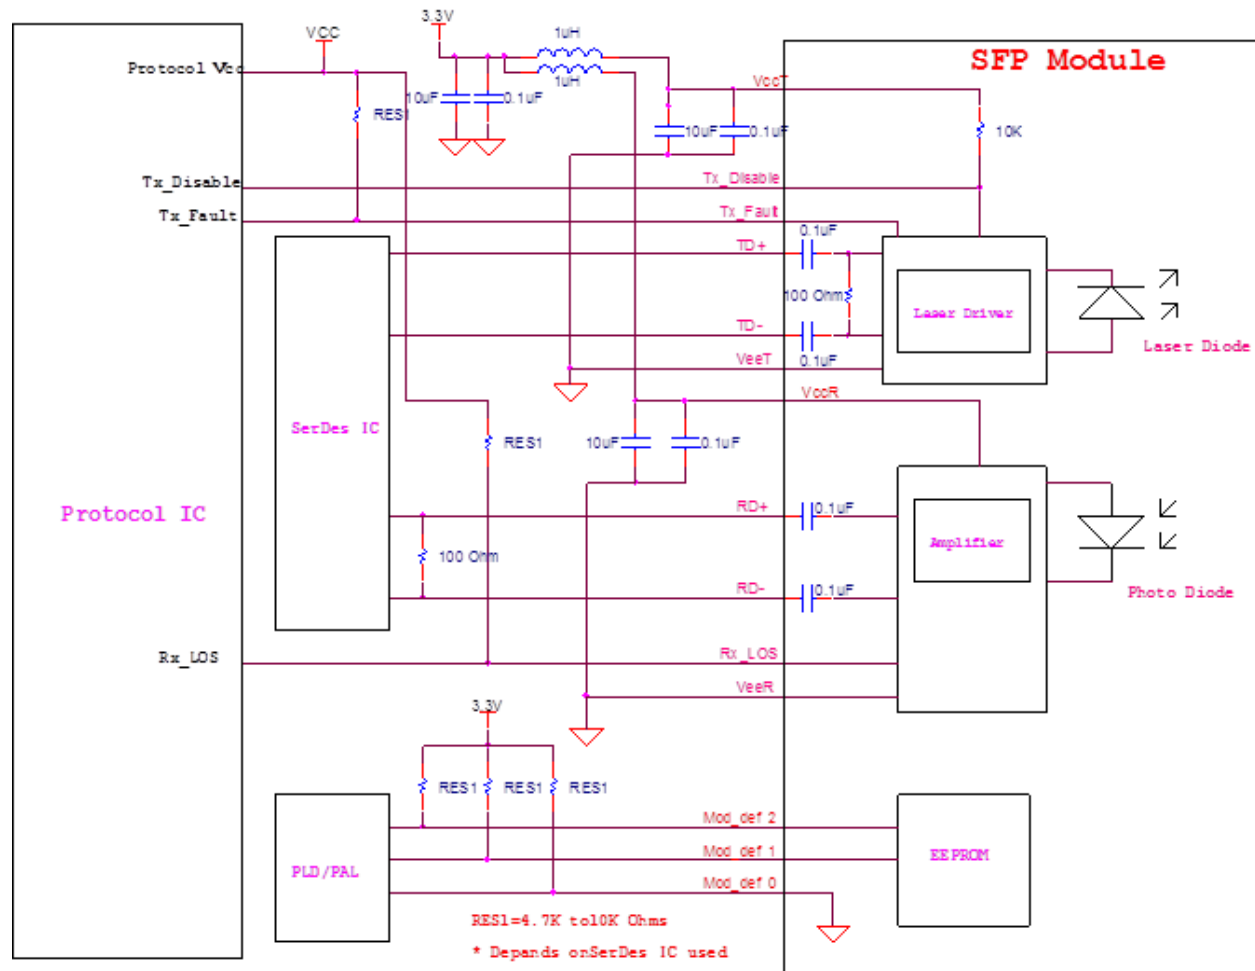 3.3V
VCC
1uH
SFP Module
Protocol Vcc
1uH
VccT
10uF
0.1uF
RES1
10uF
0.1uF
10K
Tx_Disable
Tx_Disable
Tx_Fault
Tx_Fault
0.1uF
TD+
100 Ohm
Laser Driver
TD-
Laser Diode
VeeT
0.1uF
VccR
SerDes IC
RES1
10uF
0.1uF
Protocol IC
RD+
0.1uF
Amplifier
100 Ohm
RD-
0.1uF
Photo Diode
Rx_LOS
Rx_LOS
VeeR
3.3V
RES1
RES1
RES1
Mod_def 2
Mod_def 1
EEPROM
PLD/PAL
Mod_def 0
RES1=4.7K to10K Ohms
* Depands onSerDes IC used